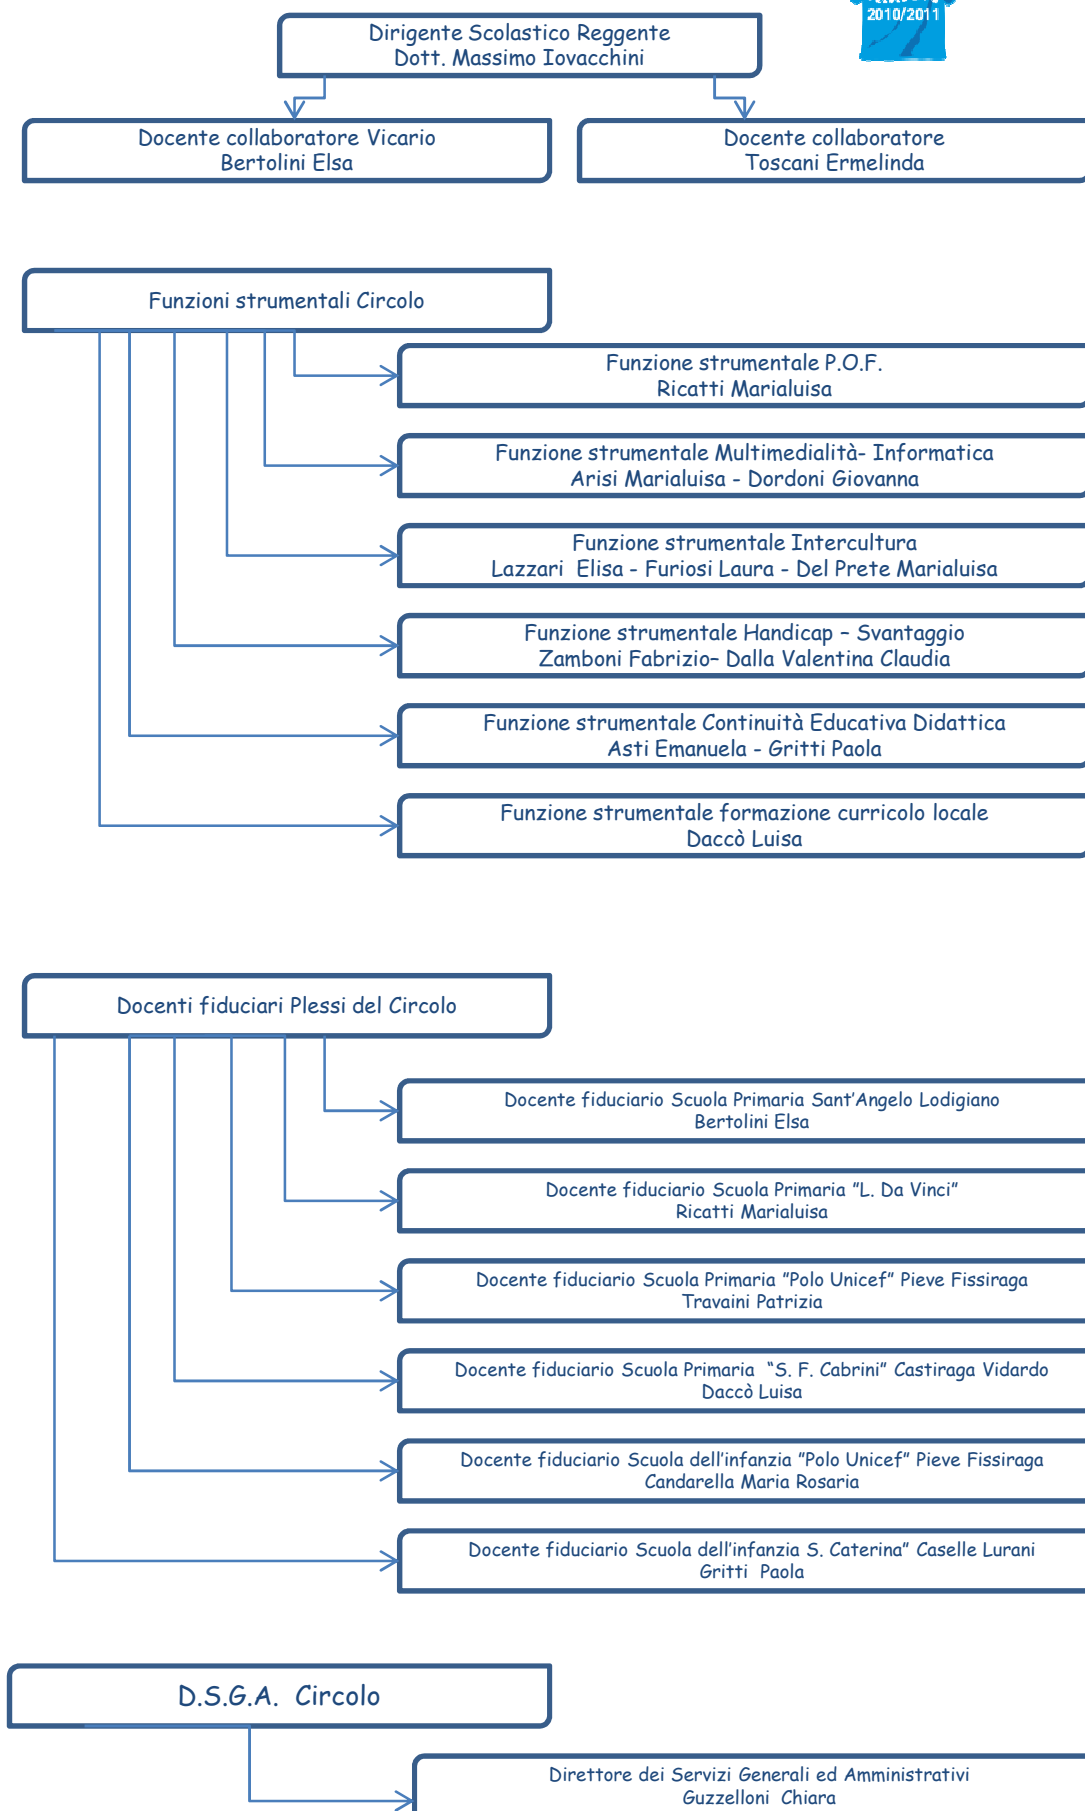 2010/2011
Dirigente Scolastico Reggente
Dott. Massimo Iovacchini
Docente collaboratore Vicario
Bertolini Elsa
Docente collaboratore
Toscani Ermelinda
Funzioni strumentali Circolo
Funzione strumentale P.O.F.
Ricatti Marialuisa
Funzione strumentale Multimedialità- Informatica
Arisi Marialuisa - Dordoni Giovanna
Funzione strumentale Intercultura
Lazzari  Elisa - Furiosi Laura - Del Prete Marialuisa
Funzione strumentale Handicap – Svantaggio
Zamboni Fabrizio– Dalla Valentina Claudia
Funzione strumentale Continuità Educativa Didattica
Asti Emanuela - Gritti Paola
Funzione strumentale formazione curricolo locale
Daccò Luisa
Docenti fiduciari Plessi del Circolo
Docente fiduciario Scuola Primaria Sant’Angelo Lodigiano
Bertolini Elsa
Docente fiduciario Scuola Primaria ”L. Da Vinci”
Ricatti Marialuisa
Docente fiduciario Scuola Primaria ”Polo Unicef” Pieve Fissiraga
Travaini Patrizia
Docente fiduciario Scuola Primaria  “S. F. Cabrini” Castiraga Vidardo
Daccò Luisa
Docente fiduciario Scuola dell’infanzia ”Polo Unicef” Pieve Fissiraga
Candarella Maria Rosaria
Docente fiduciario Scuola dell’infanzia S. Caterina” Caselle Lurani
Gritti  Paola
D.S.G.A.  Circolo
Direttore dei Servizi Generali ed Amministrativi
Guzzelloni  Chiara